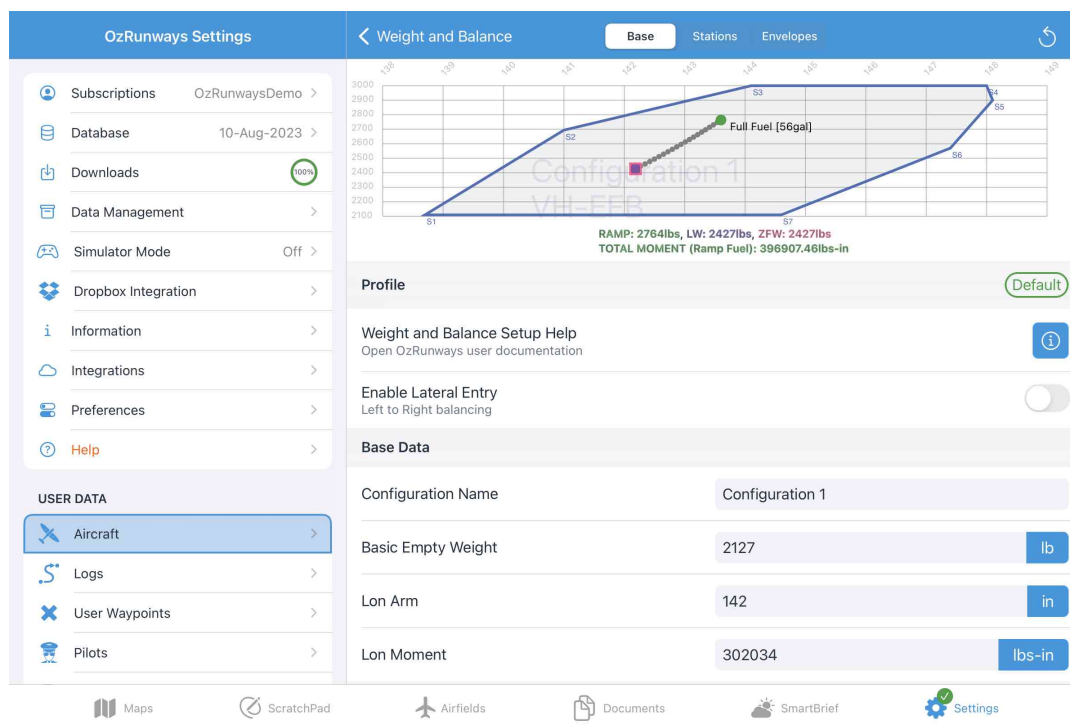 OzRunways Settings
Weight and Balance
Base
Stations
Envelopes
Subscriptions OzRunwaysDemo
Database 10-Aug-2023
Downloads 100%
Data Management
Simulator Mode Off
Dropbox Integration
Information
Integrations
Preferences
Help
USER DATA
Aircraft
Logs
User Waypoints
Pilots
138 139 140 141 142 143 144 145 146 147 148 149
3000
2900
2800
2700
2600
2500
2400
2300
2200
2100
S1
S2
S3
S4
S5
S6
S7
Full Fuel [56gal]
Configuration 1
VH-EFB
RAMP: 2764lbs, LW: 2427lbs, ZFW: 2427lbs
TOTAL MOMENT (Ramp Fuel): 396907.46lbs-in
Profile Default
Weight and Balance Setup Help
Open OzRunways user documentation
Enable Lateral Entry
Left to Right balancing
Base Data
Configuration Name Configuration 1
Basic Empty Weight 2127 lb
Lon Arm 142 in
Lon Moment 302034 lbs-in
Maps
ScratchPad
Airfields
Documents
SmartBrief
Settings